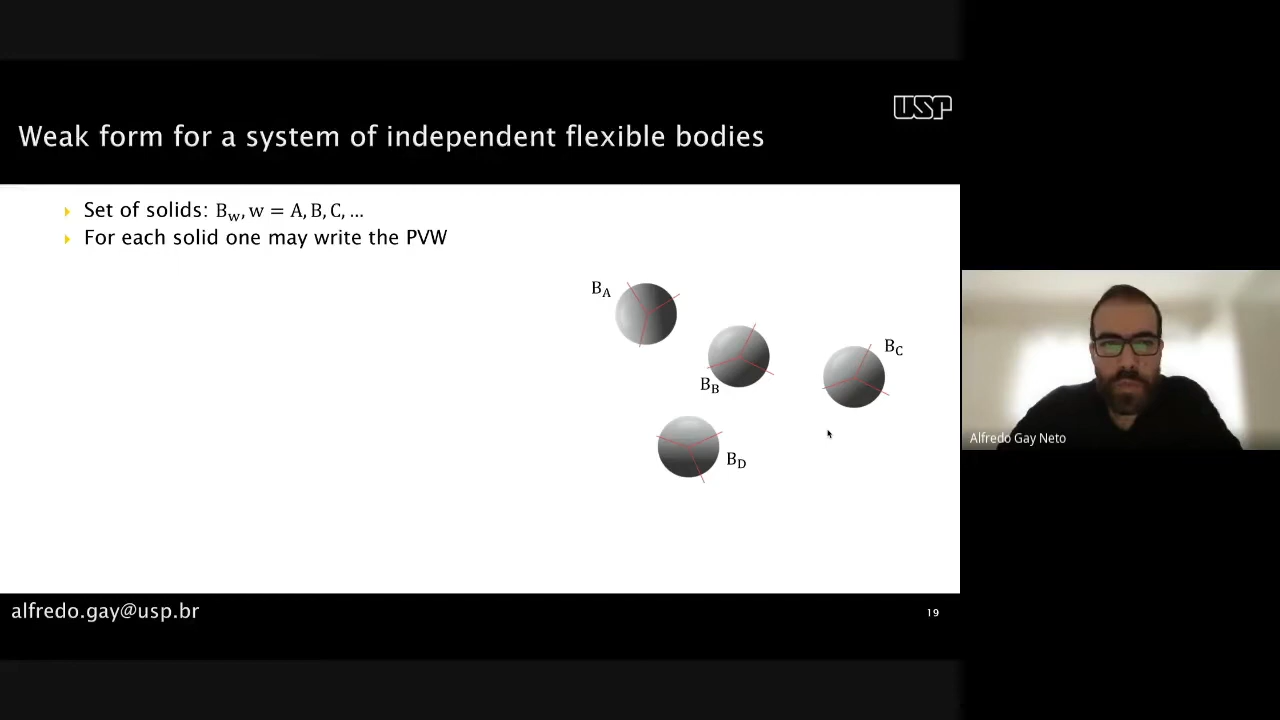 USP
Weak form for a system of independent flexible bodies
Set of solids: B_w, w = A, B, C, ...
For each solid one may write the PVW
B_A
B_B
B_C
B_D
Alfredo Gay Neto
alfredo.gay@usp.br
19